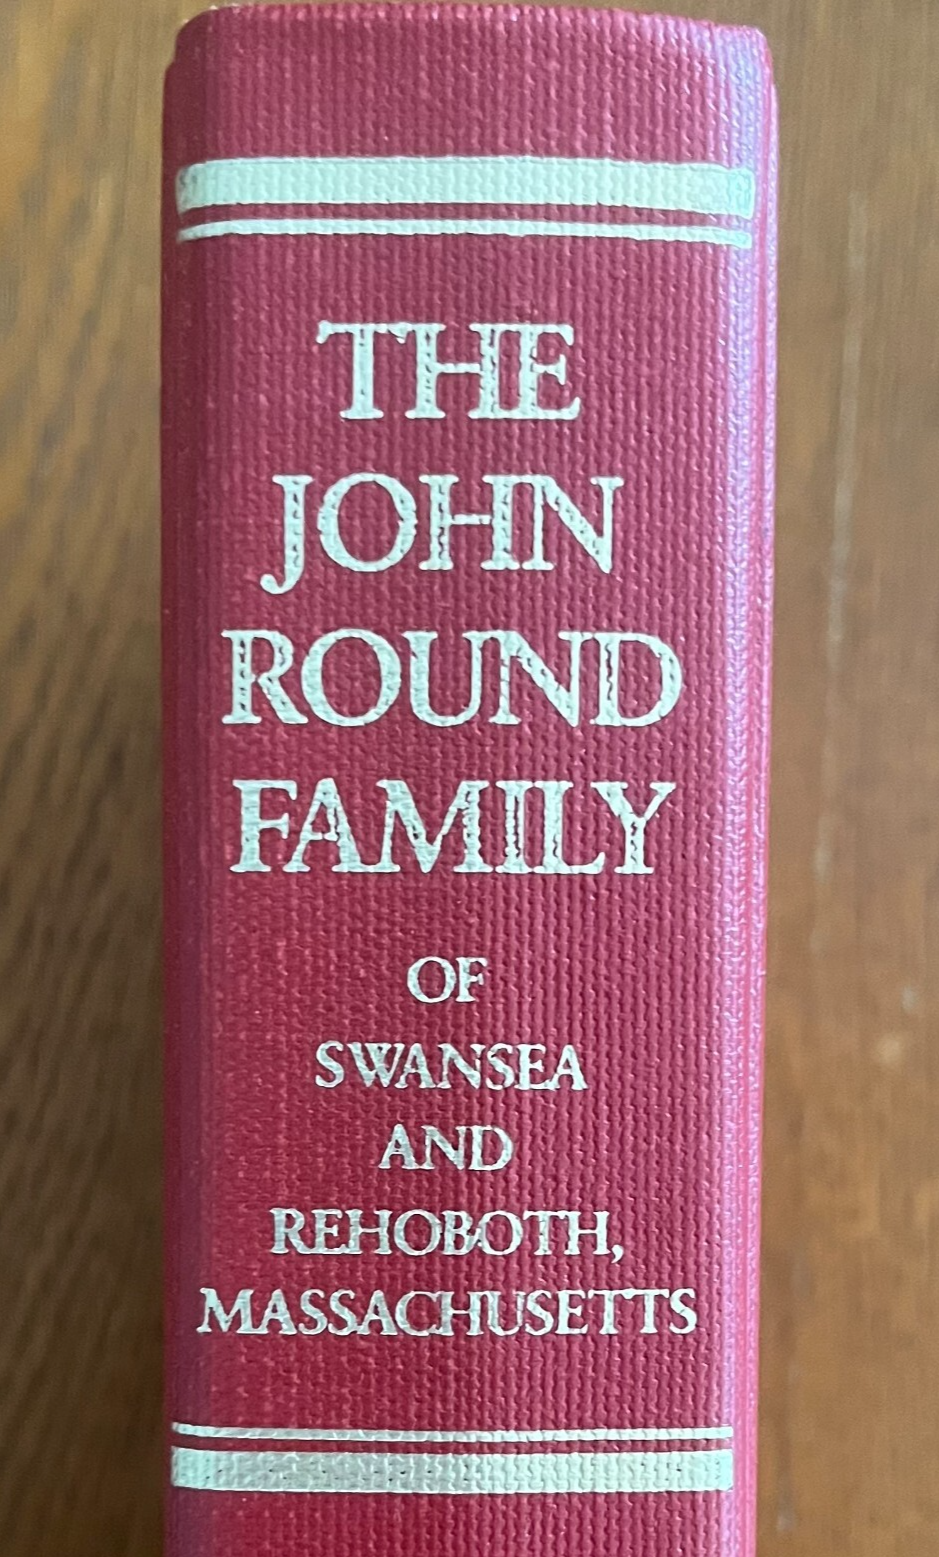 THE
JOHN
ROUND
FAMILY
OF
SWANSEA
AND
REHOBOTH,
MASSACHUSETTS